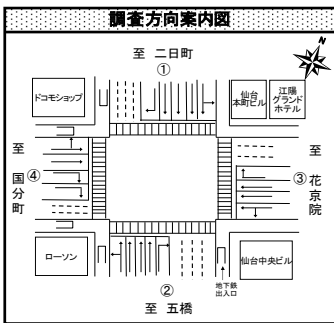 調査方向案内図
N
至 二日町
①
ドコモショップ
仙台
本町ビル
江陽
グランド
ホテル
至
国分町
④
③
至
花京院
ローソン
②
至 五橋
地下鉄
出入口
仙台中央ビル